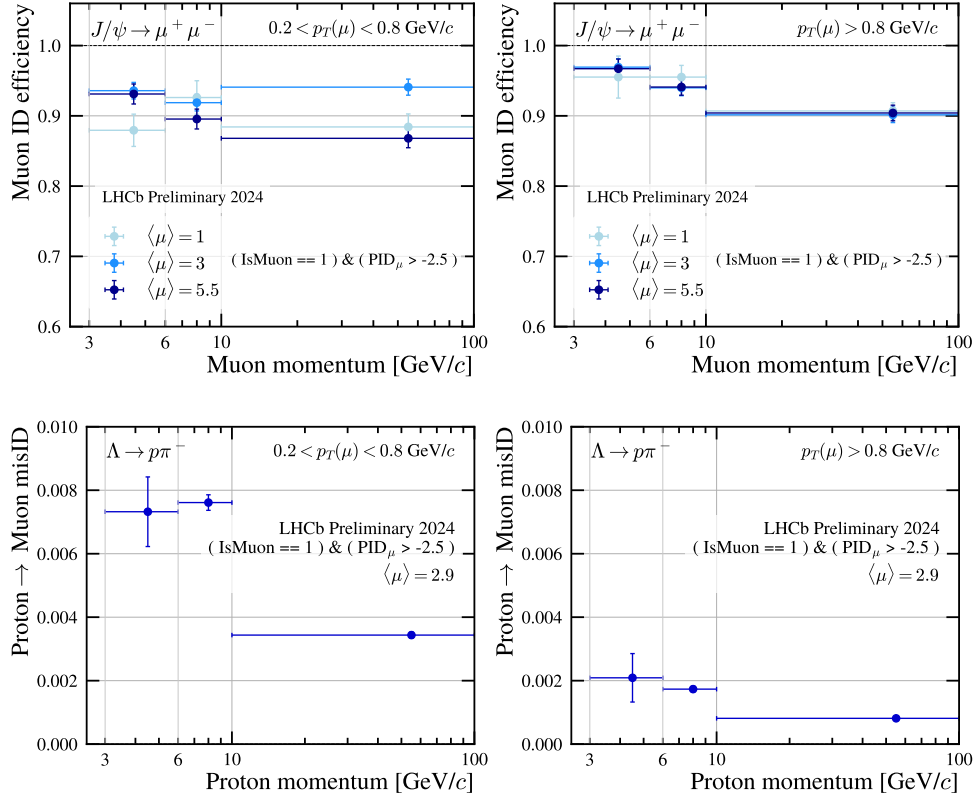 J/ψ → μ⁺ μ⁻
0.2 < p_T(μ) < 0.8 GeV/c
1.0
0.9
0.8
0.7
0.6
Muon ID efficiency
LHCb Preliminary 2024
⟨μ⟩ = 1
⟨μ⟩ = 3
⟨μ⟩ = 5.5
( IsMuon == 1 ) & ( PID_μ > -2.5 )
3 6 10 100
Muon momentum [GeV/c]
J/ψ → μ⁺ μ⁻
p_T(μ) > 0.8 GeV/c
1.0
0.9
0.8
0.7
0.6
Muon ID efficiency
LHCb Preliminary 2024
⟨μ⟩ = 1
⟨μ⟩ = 3
⟨μ⟩ = 5.5
( IsMuon == 1 ) & ( PID_μ > -2.5 )
3 6 10 100
Muon momentum [GeV/c]
Λ → pπ⁻
0.2 < p_T(μ) < 0.8 GeV/c
0.010
0.008
0.006
0.004
0.002
0.000
Proton → Muon misID
LHCb Preliminary 2024
( IsMuon == 1 ) & ( PID_μ > -2.5 )
⟨μ⟩ = 2.9
3 6 10 100
Proton momentum [GeV/c]
Λ → pπ⁻
p_T(μ) > 0.8 GeV/c
0.010
0.008
0.006
0.004
0.002
0.000
Proton → Muon misID
LHCb Preliminary 2024
( IsMuon == 1 ) & ( PID_μ > -2.5 )
⟨μ⟩ = 2.9
3 6 10 100
Proton momentum [GeV/c]